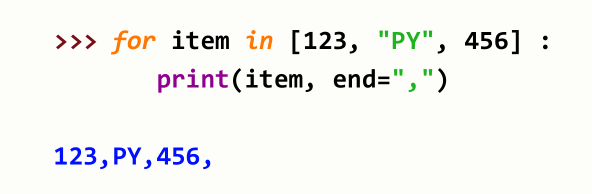 >>> for item in [123, "PY", 456] :
        print(item, end=",")
123,PY,456,